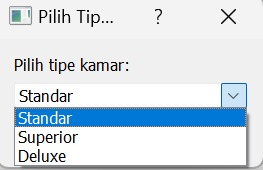 Pilih Tip...
?
Pilih tipe kamar:
Standar
Standar
Superior
Deluxe